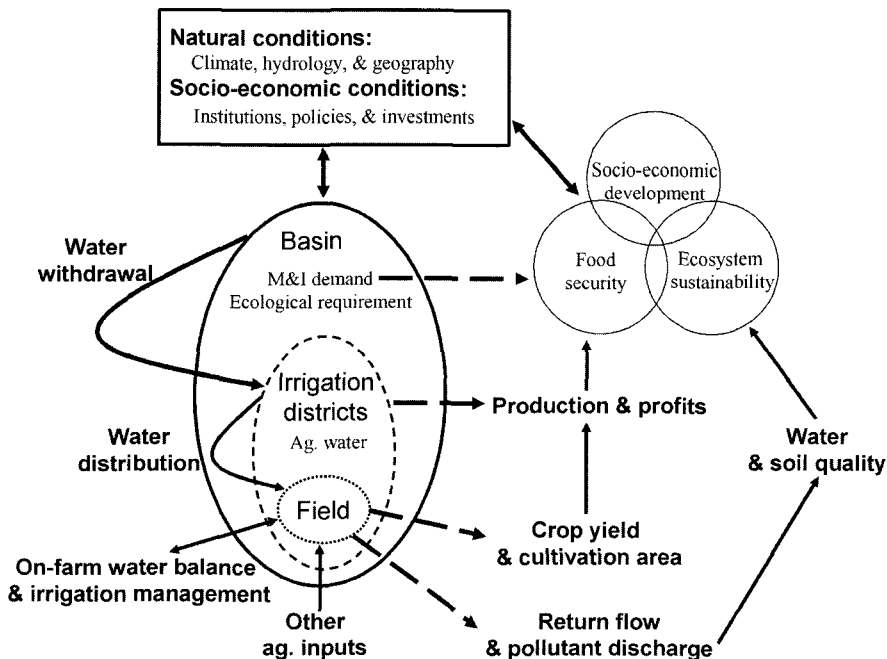 Natural conditions:
Climate, hydrology, & geography
Socio-economic conditions:
Institutions, policies, & investments
Socio-economic
development
Food
security
Ecosystem
sustainability
Water
withdrawal
Basin
M&I demand
Ecological requirement
Irrigation
districts
Ag. water
Production & profits
Water
distribution
Water
& soil quality
Field
Crop yield
& cultivation area
On-farm water balance
& irrigation management
Other
ag. inputs
Return flow
& pollutant discharge